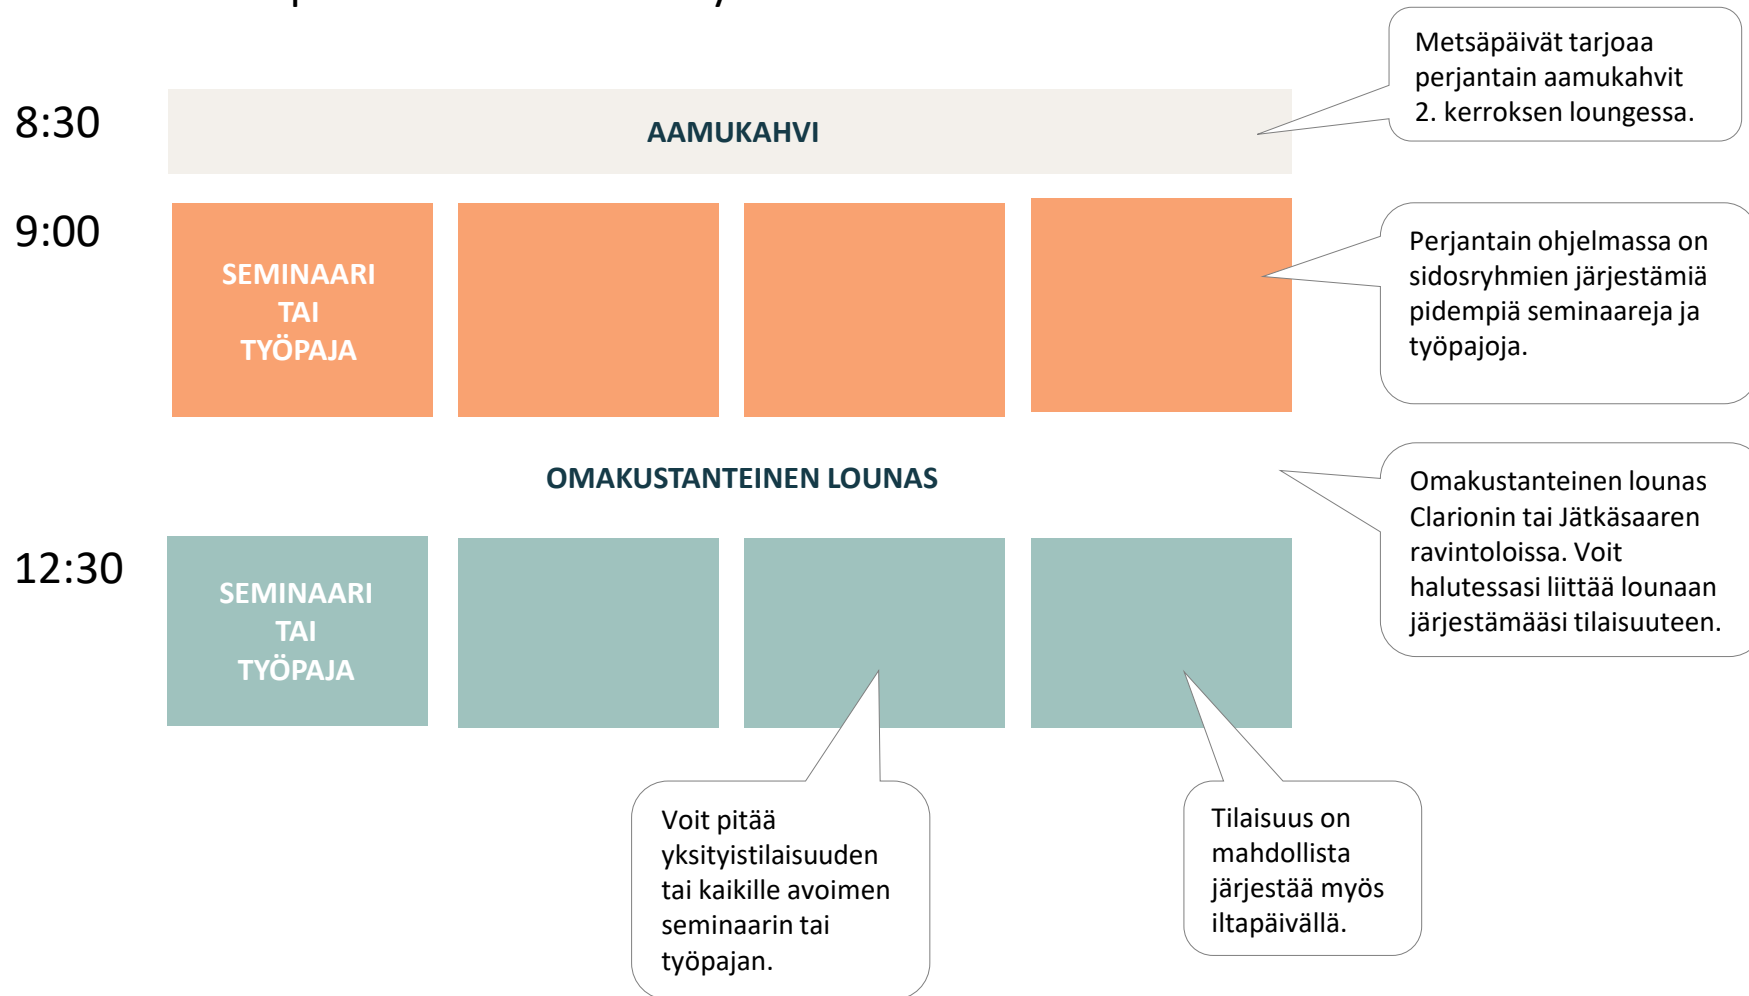 8:30
AAMUKAHVI
Metsäpäivät tarjoaa
perjantain aamukahvit
2. kerroksen loungessa.
9:00
SEMINAARI
TAI
TYÖPAJA
Perjantain ohjelmassa on
sidosryhmien järjestämiä
pidempiä seminaareja ja
työpajoja.
OMAKUSTANTEINEN LOUNAS
Omakustanteinen lounas
Clarionin tai Jätkäsaaren
ravintoloissa. Voit
halutessasi liittää lounaan
järjestämääsi tilaisuuteen.
12:30
SEMINAARI
TAI
TYÖPAJA
Voit pitää
yksityistilaisuuden
tai kaikille avoimen
seminaarin tai
työpajan.
Tilaisuus on
mahdollista
järjestää myös
iltapäivällä.